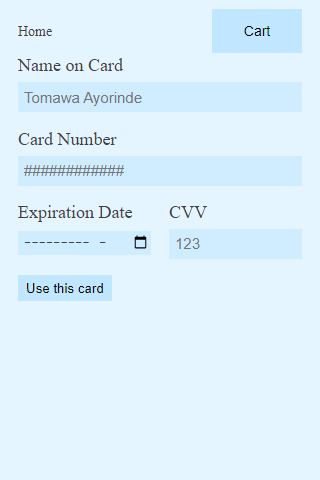 Home Cart
Name on Card
Tomawa Ayorinde
Card Number
############
Expiration Date CVV
--------- - 123
Use this card